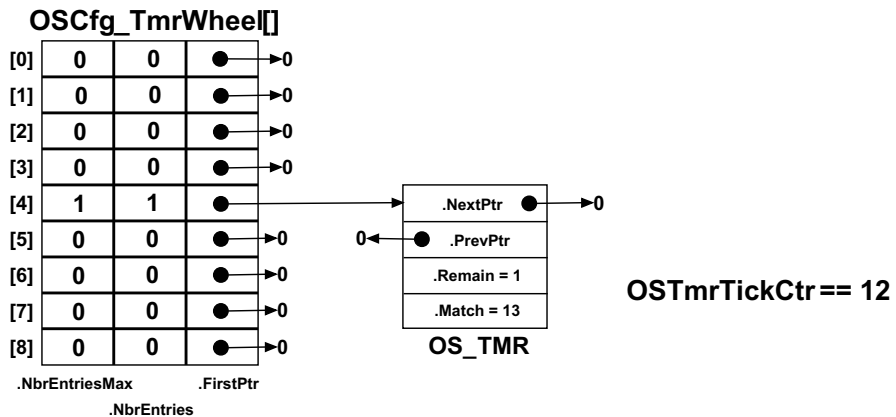 OSCfg_TmrWheel[]
[0] 0 0 0
[1] 0 0 0
[2] 0 0 0
[3] 0 0 0
[4] 1 1 .NextPtr 0
[5] 0 0 0 0 .PrevPtr
[6] 0 0 0 .Remain = 1
OSTmrTickCtr == 12
[7] 0 0 0 .Match = 13
[8] 0 0 0 OS_TMR
.NbrEntriesMax .FirstPtr
.NbrEntries